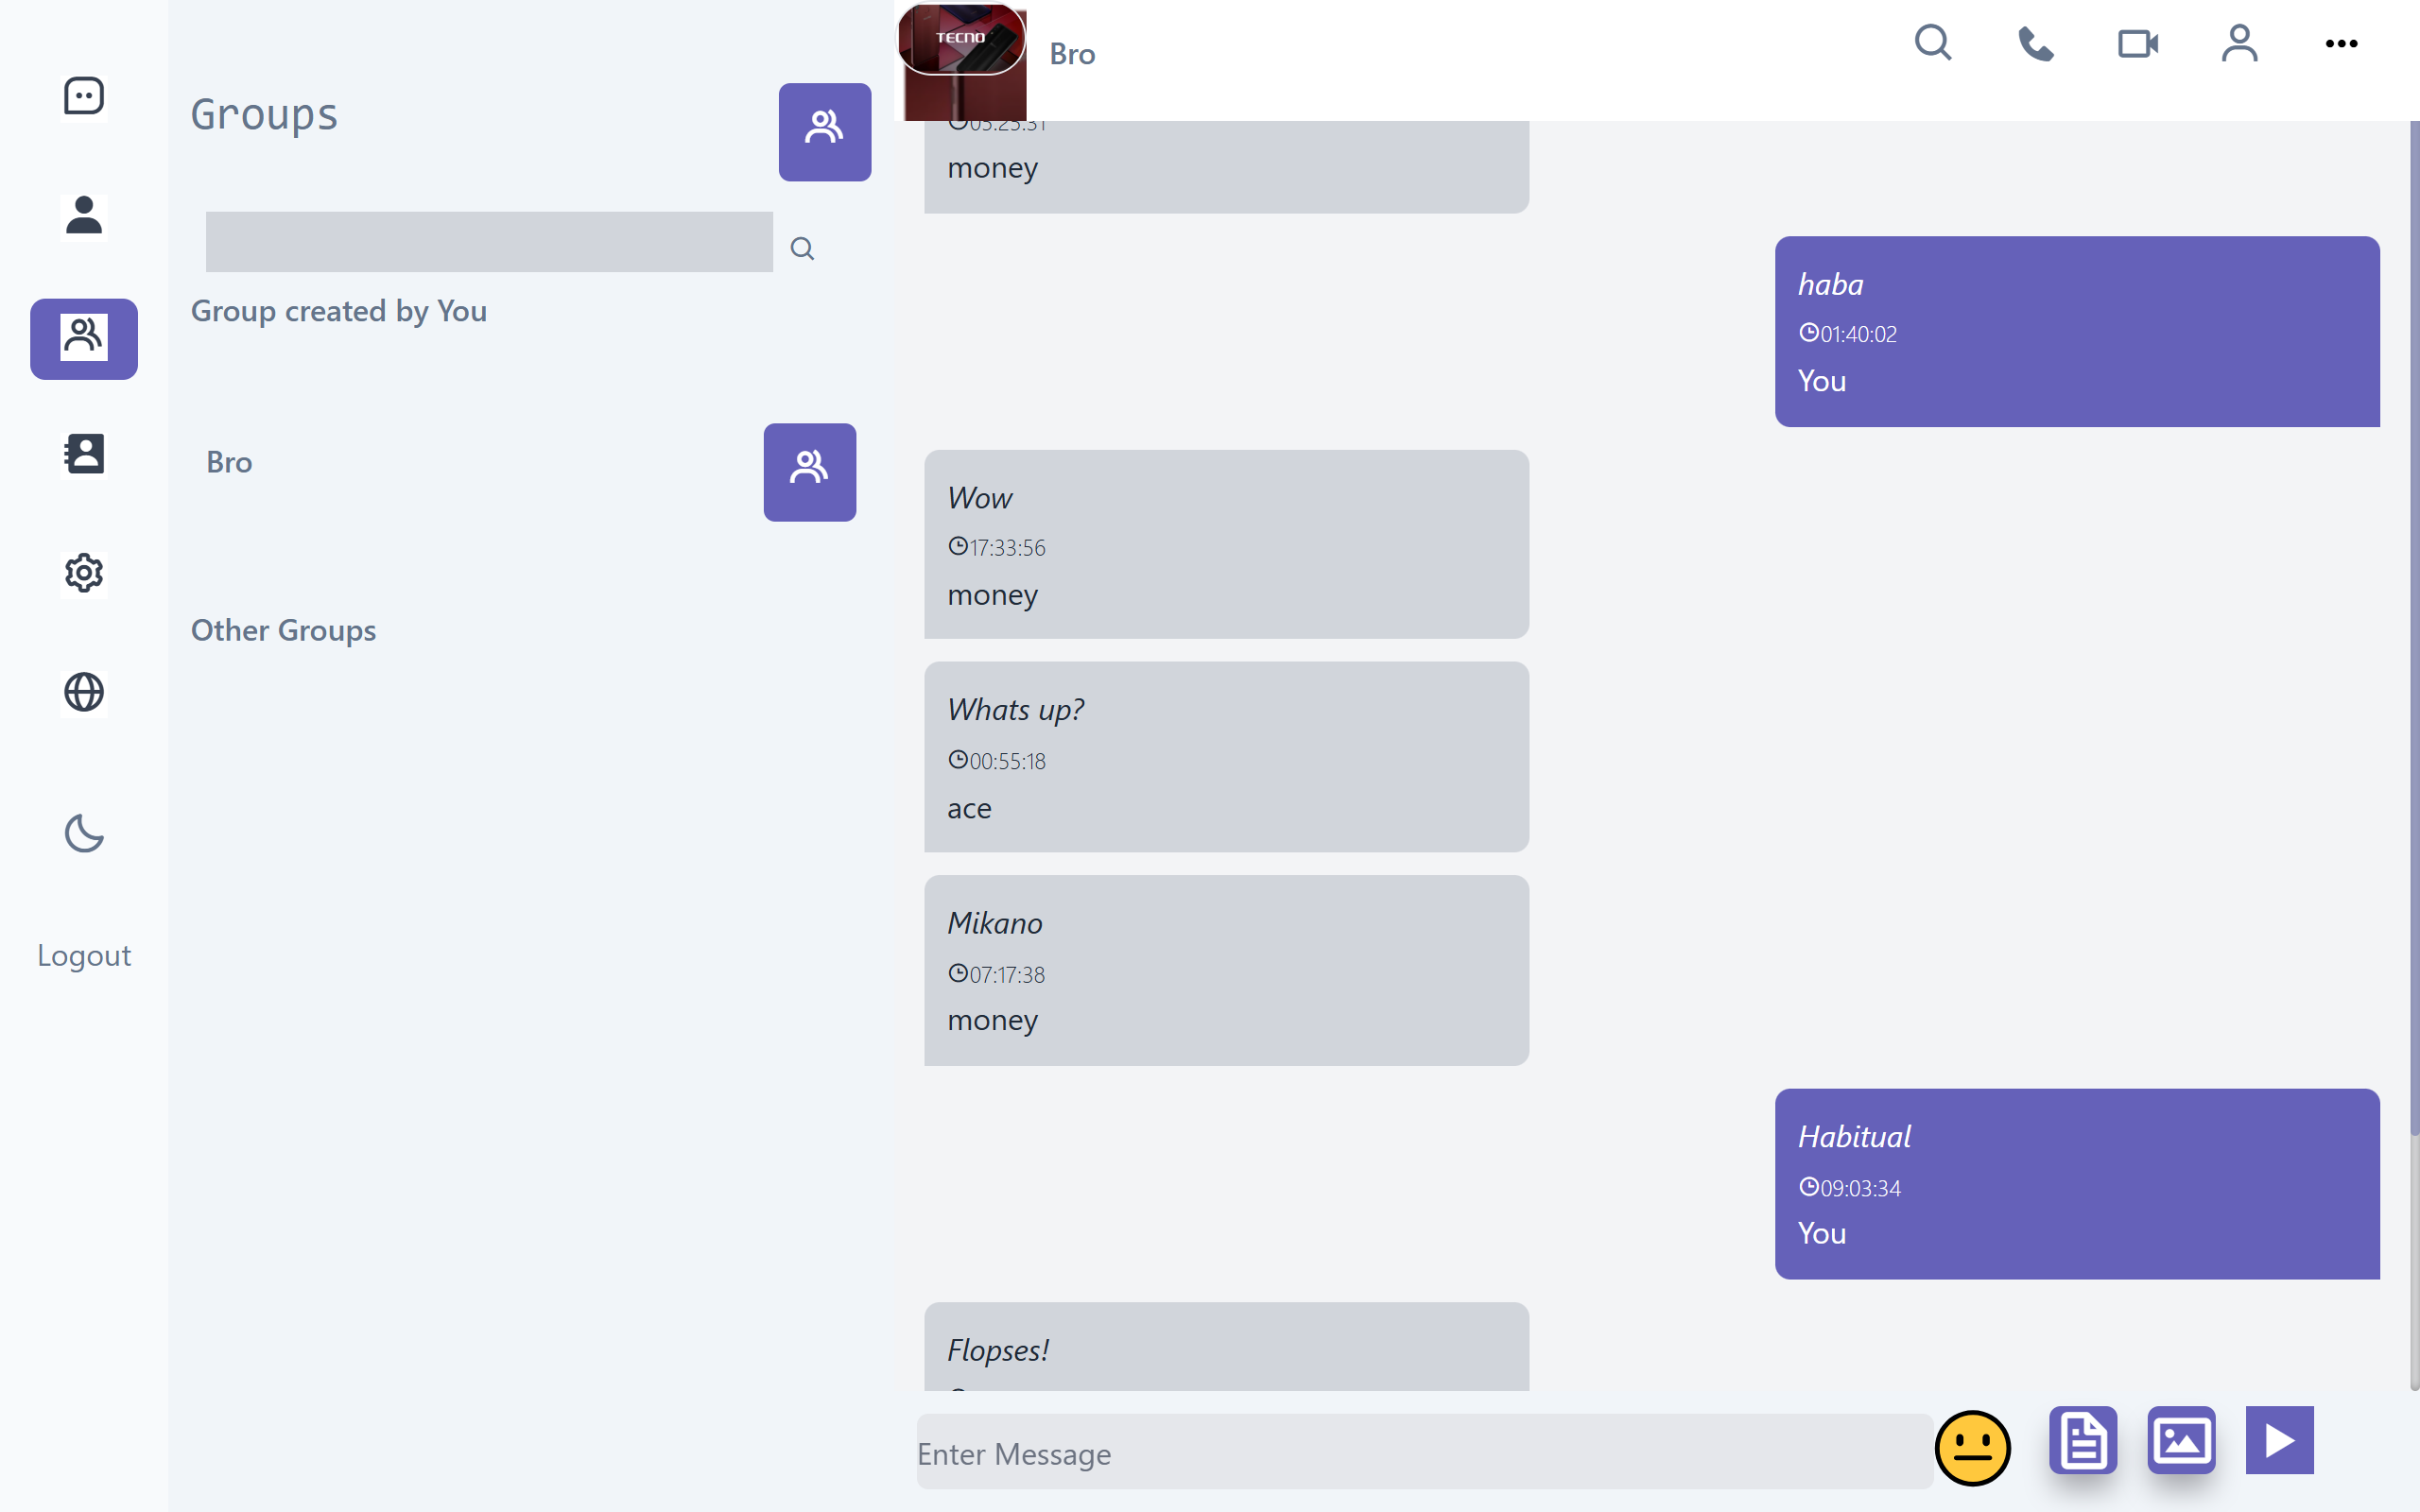 Groups
Group created by You
Bro
Other Groups
Logout
TECNO
Bro
money
haba
01:40:02
You
Wow
17:33:56
money
Whats up?
00:55:18
ace
Mikano
07:17:38
money
Habitual
09:03:34
You
Flopses!
Enter Message